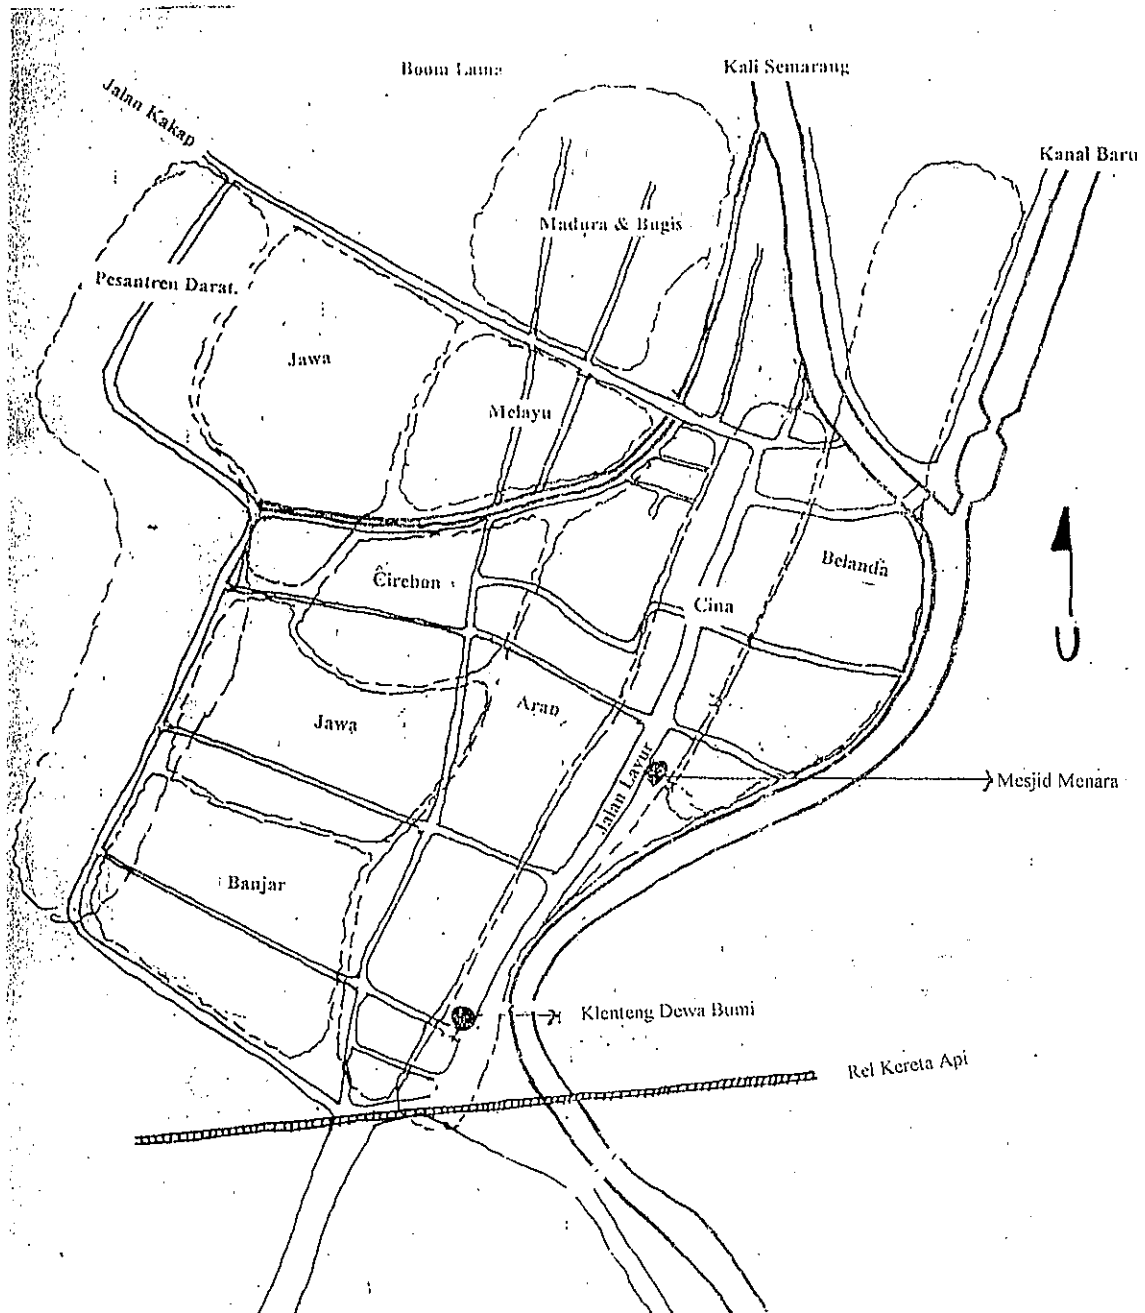 Boom Lama
Kali Semarang
Jalan Kakap
Kanal Baru
Madura & Bugis
Pesantren Darat.
Jawa
Melayu
Belanda
Cirebon
Cina
Jawa
Arap
Jalan Layur
Mesjid Menara
Banjar
Klenteng Dewa Bumi
Rel Kereta Api
U